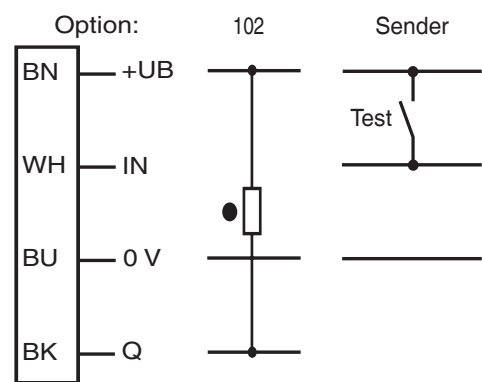 Option: 102 Sender
BN +UB
Test
WH IN
BU 0 V
BK Q